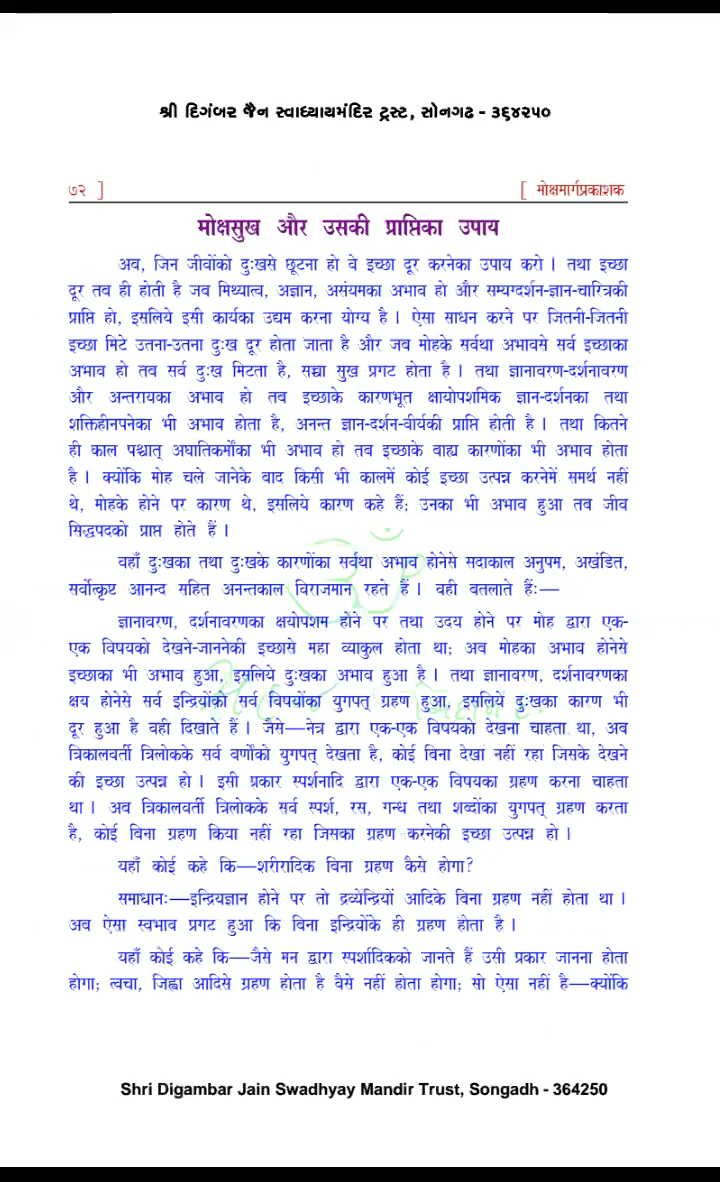 શ્રી દિગંબર જૈન સ્વાધ્યાયમંદિર ટ્રસ્ટ, સોનગઢ - ૩૬૪૨૫૦
७२ ] [ मोक्षमार्गप्रकाशक
मोक्षसुख और उसकी प्राप्तिका उपाय
अब, जिन जीवोंको दुःखसे छूटना हो वे इच्छा दूर करनेका उपाय करो । तथा इच्छा
दूर तब ही होती है जब मिथ्यात्व, अज्ञान, असंयमका अभाव हो और सम्यग्दर्शन-ज्ञान-चारित्रकी
प्राप्ति हो, इसलिये इसी कार्यका उद्यम करना योग्य है । ऐसा साधन करने पर जितनी-जितनी
इच्छा मिटे उतना-उतना दुःख दूर होता जाता है और जब मोहके सर्वथा अभावसे सर्व इच्छाका
अभाव हो तब सर्व दुःख मिटता है, सच्चा सुख प्रगट होता है । तथा ज्ञानावरण-दर्शनावरण
और अन्तरायका अभाव हो तब इच्छाके कारणभूत क्षायोपशमिक ज्ञान-दर्शनका तथा
शक्तिहीनपनेका भी अभाव होता है, अनन्त ज्ञान-दर्शन-वीर्यकी प्राप्ति होती है । तथा कितने
ही काल पश्चात् अघातिकर्मोंका भी अभाव हो तब इच्छाके बाह्य कारणोंका भी अभाव होता
है । क्योंकि मोह चले जानेके बाद किसी भी कालमें कोई इच्छा उत्पन्न करनेमें समर्थ नहीं
थे, मोहके होने पर कारण थे, इसलिये कारण कहे हैं; उनका भी अभाव हुआ तब जीव
सिद्धपदको प्राप्त होते हैं ।
वहाँ दुःखका तथा दुःखके कारणोंका सर्वथा अभाव होनेसे सदाकाल अनुपम, अखंडित,
सर्वोत्कृष्ट आनन्द सहित अनन्तकाल विराजमान रहते हैं । वही बतलाते हैंः—
ज्ञानावरण, दर्शनावरणका क्षयोपशम होने पर तथा उदय होने पर मोह द्वारा एक-
एक विषयको देखने-जाननेकी इच्छासे महा व्याकुल होता था; अब मोहका अभाव होनेसे
इच्छाका भी अभाव हुआ, इसलिये दुःखका अभाव हुआ है । तथा ज्ञानावरण, दर्शनावरणका
क्षय होनेसे सर्व इन्द्रियोंको सर्व विषयोंका युगपत् ग्रहण हुआ, इसलिये दुःखका कारण भी
दूर हुआ है वही दिखाते हैं । जैसे—नेत्र द्वारा एक-एक विषयको देखना चाहता था, अब
त्रिकालवर्ती त्रिलोकके सर्व वर्णोंको युगपत् देखता है, कोई बिना देखा नहीं रहा जिसके देखने
की इच्छा उत्पन्न हो । इसी प्रकार स्पर्शनादि द्वारा एक-एक विषयका ग्रहण करना चाहता
था । अब त्रिकालवर्ती त्रिलोकके सर्व स्पर्श, रस, गन्ध तथा शब्दोंका युगपत् ग्रहण करता
है, कोई बिना ग्रहण किया नहीं रहा जिसका ग्रहण करनेकी इच्छा उत्पन्न हो ।
यहाँ कोई कहे कि—शरीरादिक बिना ग्रहण कैसे होगा?
समाधानः—इन्द्रियज्ञान होने पर तो द्रव्येन्द्रियों आदिके बिना ग्रहण नहीं होता था ।
अब ऐसा स्वभाव प्रगट हुआ कि बिना इन्द्रियोंके ही ग्रहण होता है ।
यहाँ कोई कहे कि—जैसे मन द्वारा स्पर्शादिकको जानते हैं उसी प्रकार जानना होता
होगा; त्वचा, जिह्वा आदिसे ग्रहण होता है वैसे नहीं होता होगा; सो ऐसा नहीं है—क्योंकि
Shri Digambar Jain Swadhyay Mandir Trust, Songadh - 364250